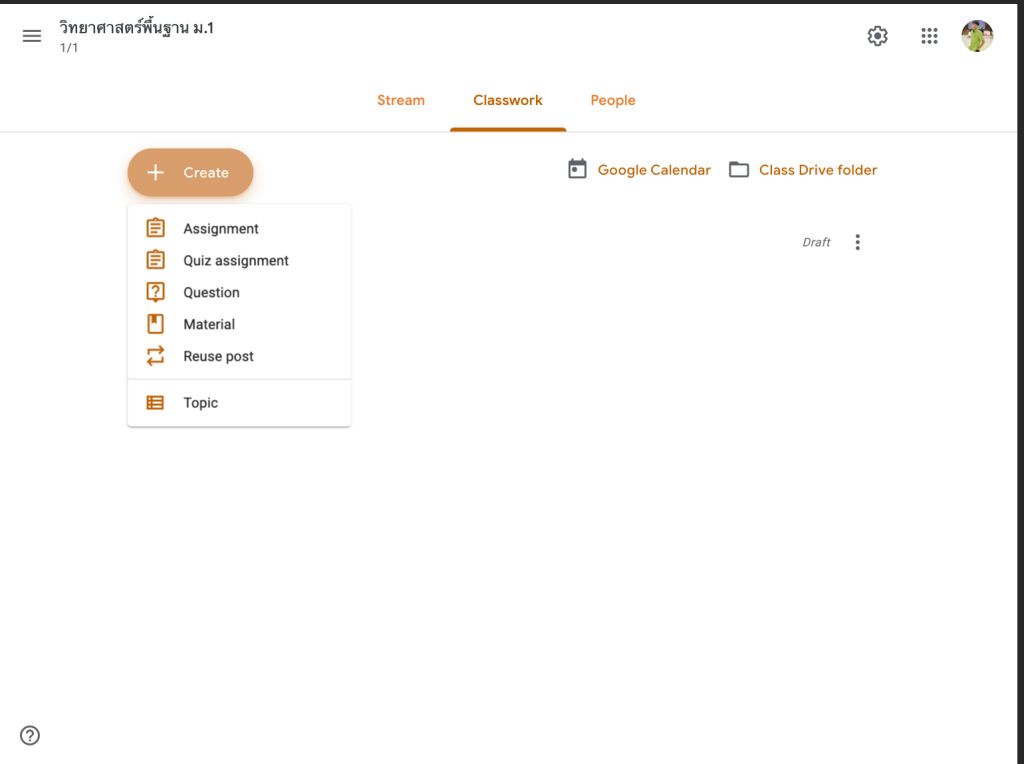 วิทยาศาสตร์พื้นฐาน ม.1
1/1
Stream
Classwork
People
Create
Google Calendar
Class Drive folder
Assignment
Draft
Quiz assignment
Question
Material
Reuse post
Topic